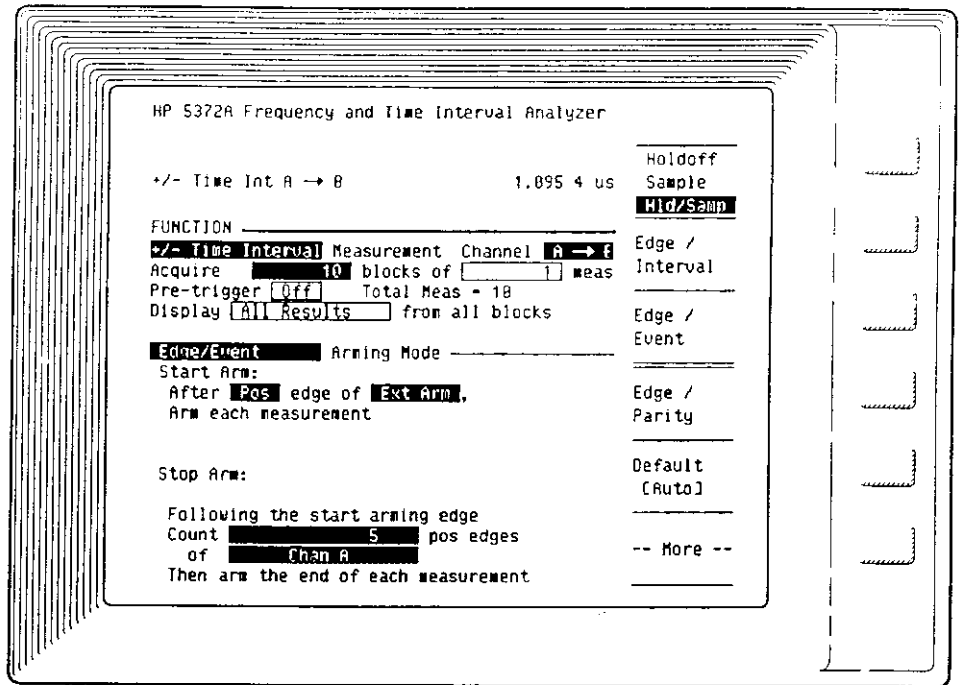 HP 5372A Frequency and Time Interval Analyzer
+/- Time Int A → B 1.095 4 us
FUNCTION
+/- Time Interval Measurement Channel A → B
Acquire 10 blocks of 1 meas
Pre-trigger Off Total Meas = 10
Display All Results from all blocks
Edge/Event Arming Mode
Start Arm:
After Pos edge of Ext Arm,
Arm each measurement
Stop Arm:
Following the start arming edge
Count 5 pos edges
of Chan A
Then arm the end of each measurement
Holdoff
Sample
Hld/Samp
Edge /
Interval
Edge /
Event
Edge /
Parity
Default
[Auto]
-- More --